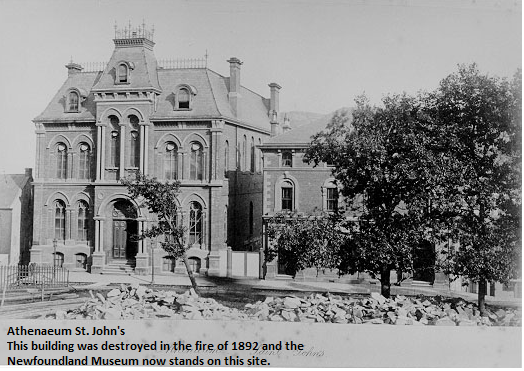 Athenaeum St. John's
This building was destroyed in the fire of 1892 and the
Newfoundland Museum now stands on this site.